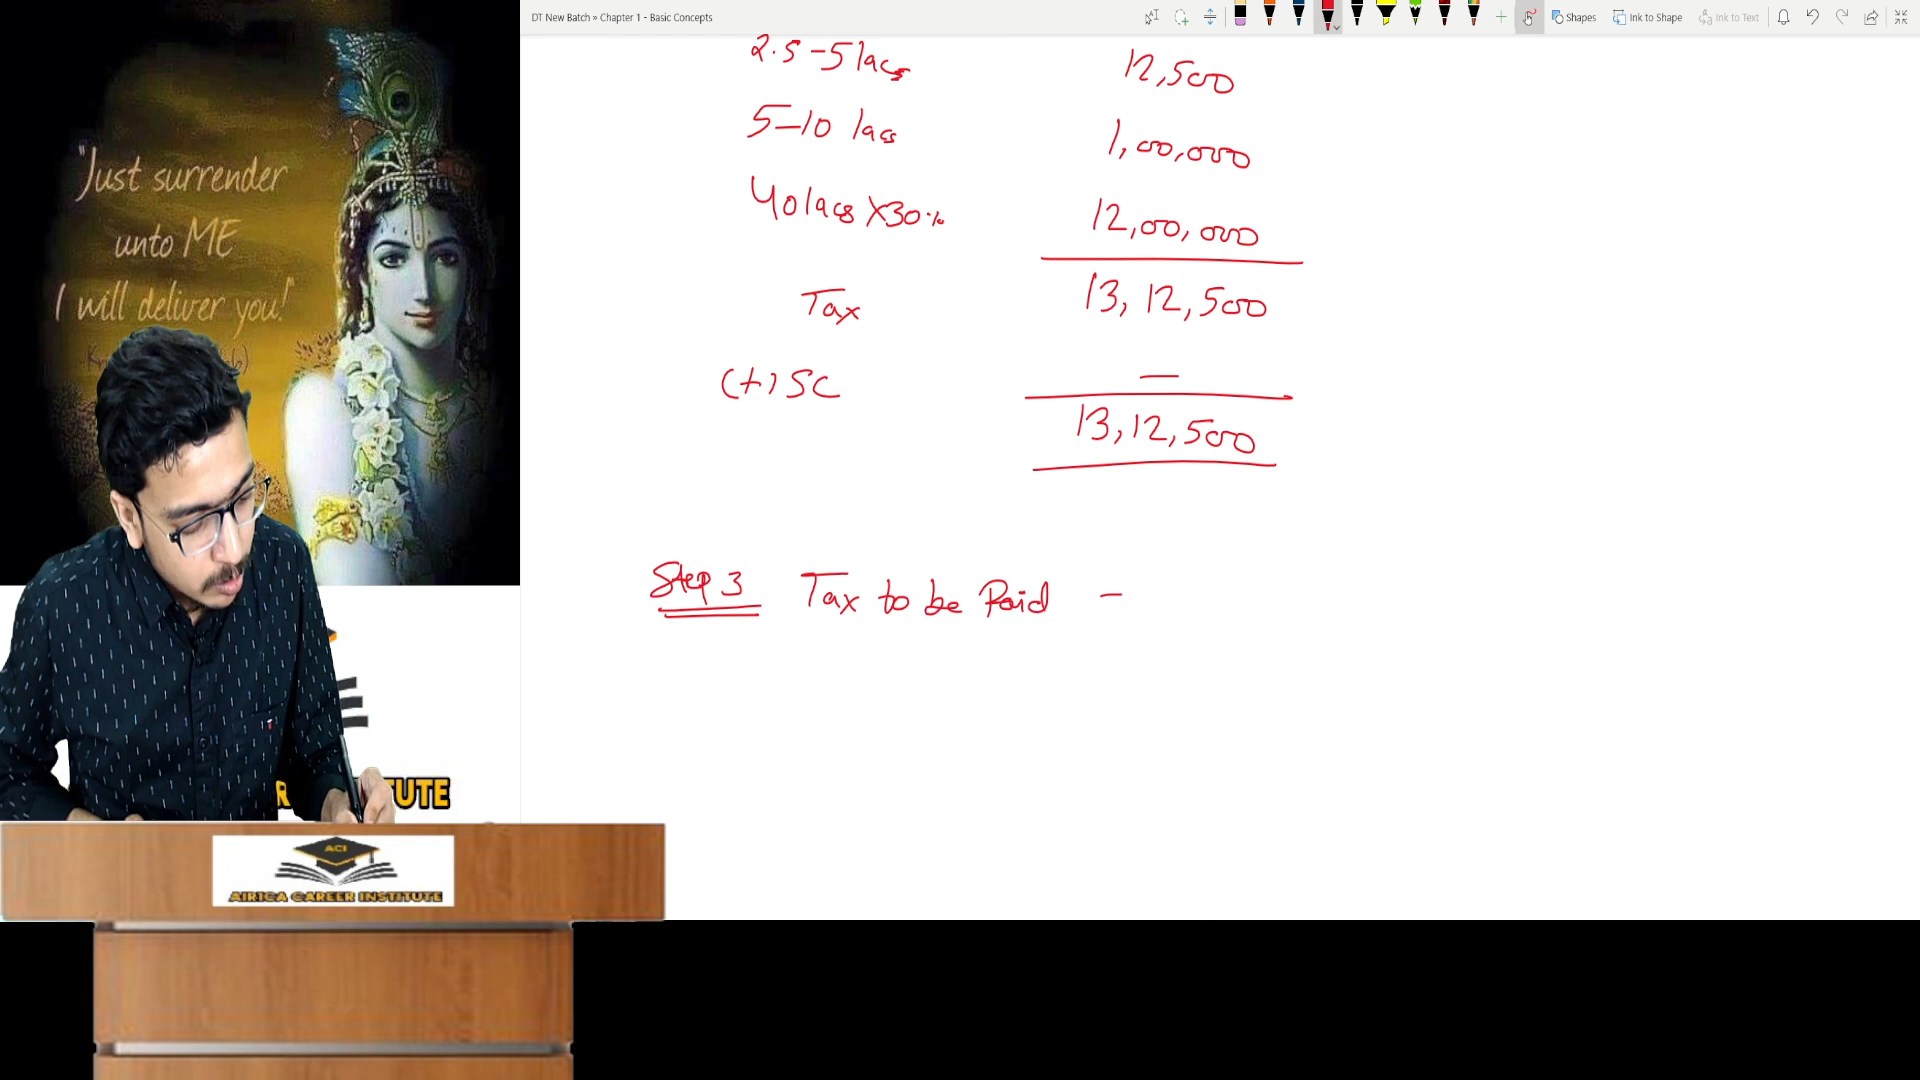 DT New Batch » Chapter 1 - Basic Concepts
Shapes
Ink to Shape
Ink to Text
2.5-5 lacs 12,500
5-10 lacs 1,00,000
40 lacs X30% 12,00,000
Tax 13,12,500
(+) SC —
13,12,500
Step 3 Tax to be Paid -
"Just surrender
unto ME
I will deliver you!"
UTE
ACI
AIR1CA CAREER INSTITUTE